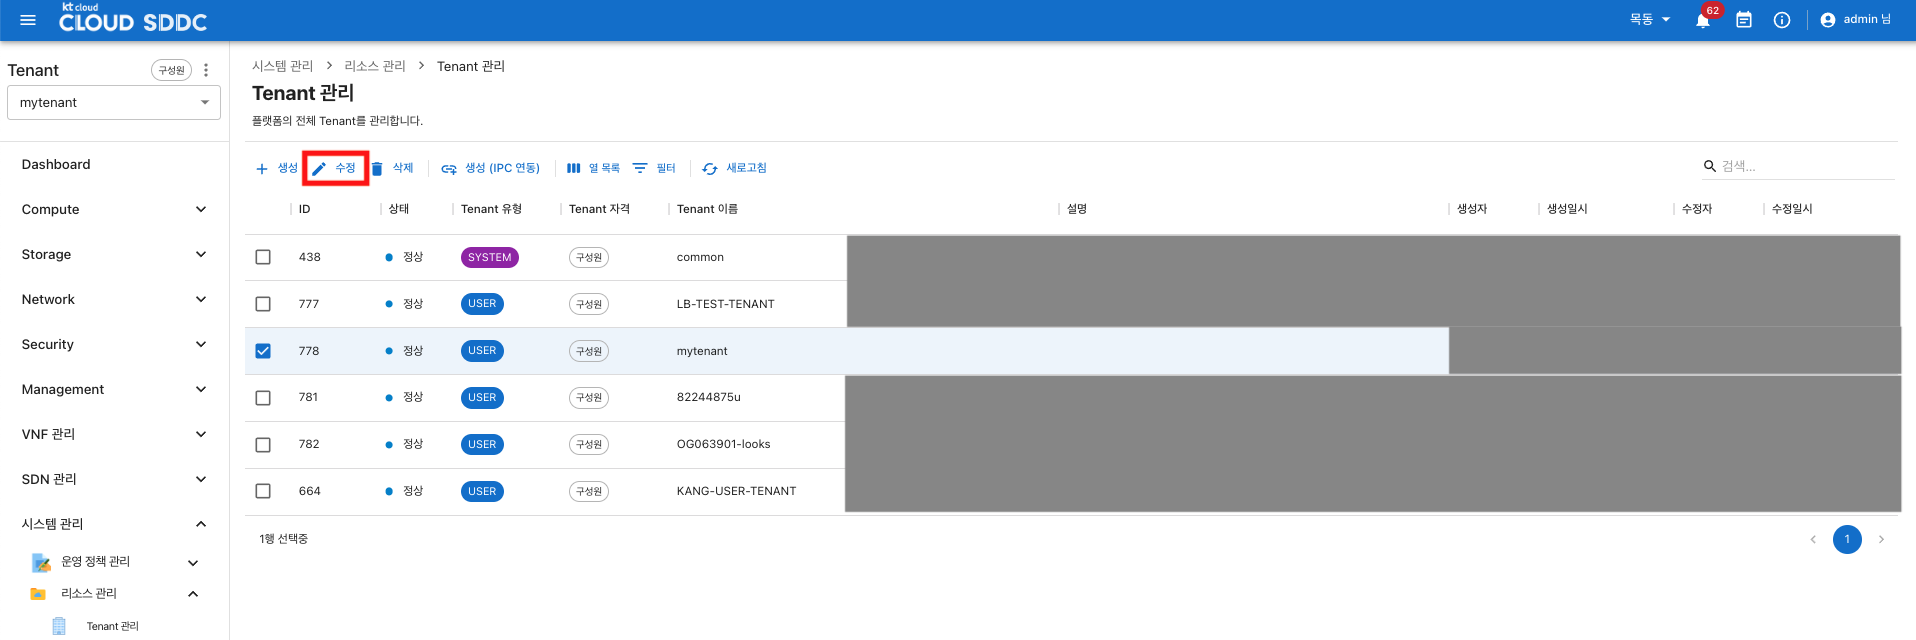 kt cloud
CLOUD SDDC
목동
62
admin 님
Tenant
구성원
mytenant
Dashboard
Compute
Storage
Network
Security
Management
VNF 관리
SDN 관리
시스템 관리
운영 정책 관리
리소스 관리
Tenant 관리
시스템 관리 > 리소스 관리 > Tenant 관리
Tenant 관리
플랫폼의 전체 Tenant를 관리합니다.
생성 수정 삭제 생성 (IPC 연동) 열 목록 필터 새로고침 검색...
ID 상태 Tenant 유형 Tenant 자격 Tenant 이름 설명 생성자 생성일시 수정자 수정일시
438 정상 SYSTEM 구성원 common
777 정상 USER 구성원 LB-TEST-TENANT
778 정상 USER 구성원 mytenant
781 정상 USER 구성원 82244875u
782 정상 USER 구성원 OG063901-looks
664 정상 USER 구성원 KANG-USER-TENANT
1행 선택중
1